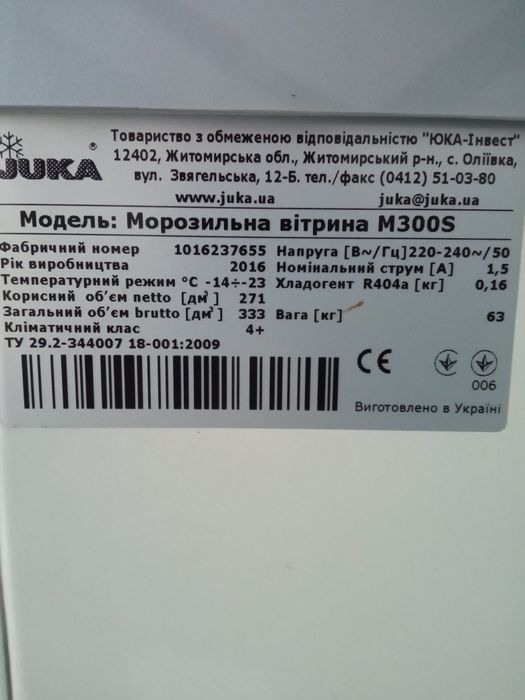 JUKA ®
Товариство з обмеженою відповідальністю "ЮКА-Інвест"
12402, Житомирська обл., Житомирський р-н., с. Оліївка,
вул. Звягельська, 12-Б. тел./факс (0412) 51-03-80
www.juka.ua juka@juka.ua
Модель: Морозильна вітрина M300S
Фабричний номер 1016237655 Напруга [В~/Гц]220-240~/50
Рік виробництва 2016 Номінальний струм [А] 1,5
Температурний режим °C -14÷-23 Хладогент R404a [кг] 0,16
Корисний об'єм netto [дм³] 271
Загальний об'єм brutto [дм³] 333 Вага [кг] 63
Кліматичний клас 4+
ТУ 29.2-344007 18-001:2009
CE
006
Виготовлено в Україні